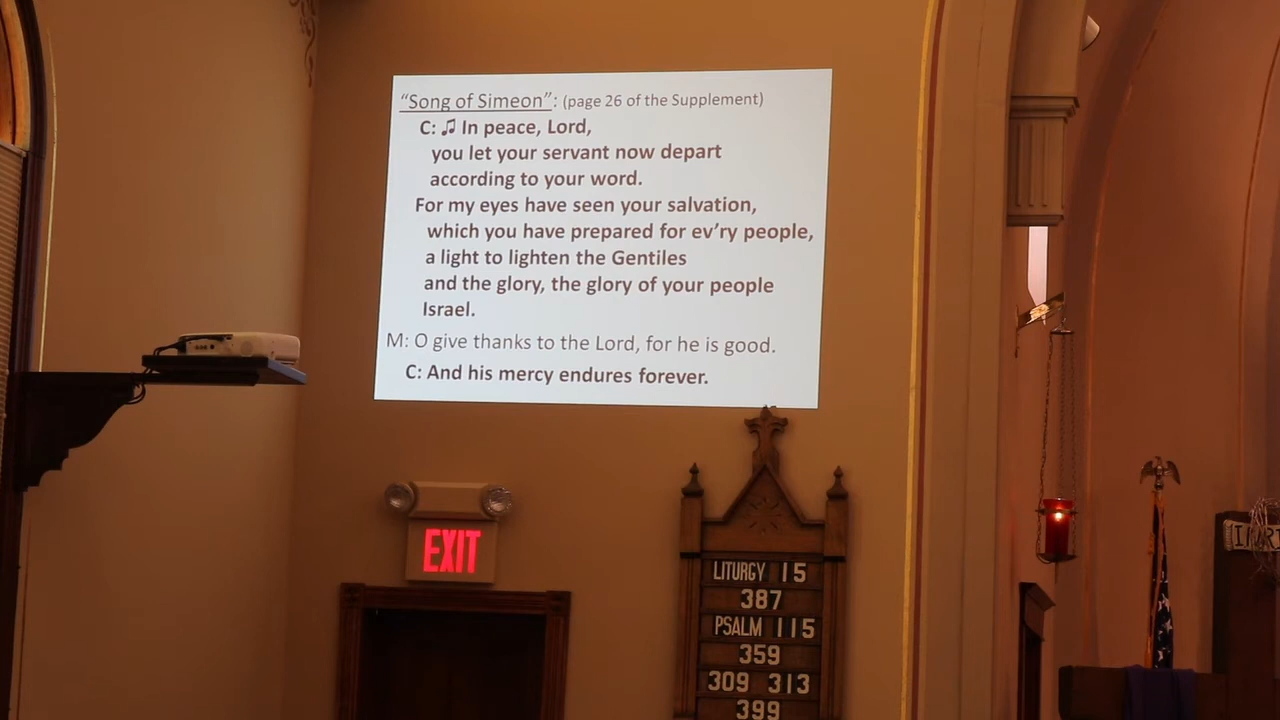 “Song of Simeon”: (page 26 of the Supplement)
C: ♫ In peace, Lord,
you let your servant now depart
according to your word.
For my eyes have seen your salvation,
which you have prepared for ev’ry people,
a light to lighten the Gentiles
and the glory, the glory of your people
Israel.
M: O give thanks to the Lord, for he is good.
C: And his mercy endures forever.
EXIT
LITURGY 15
387
PSALM 115
359
309 313
399